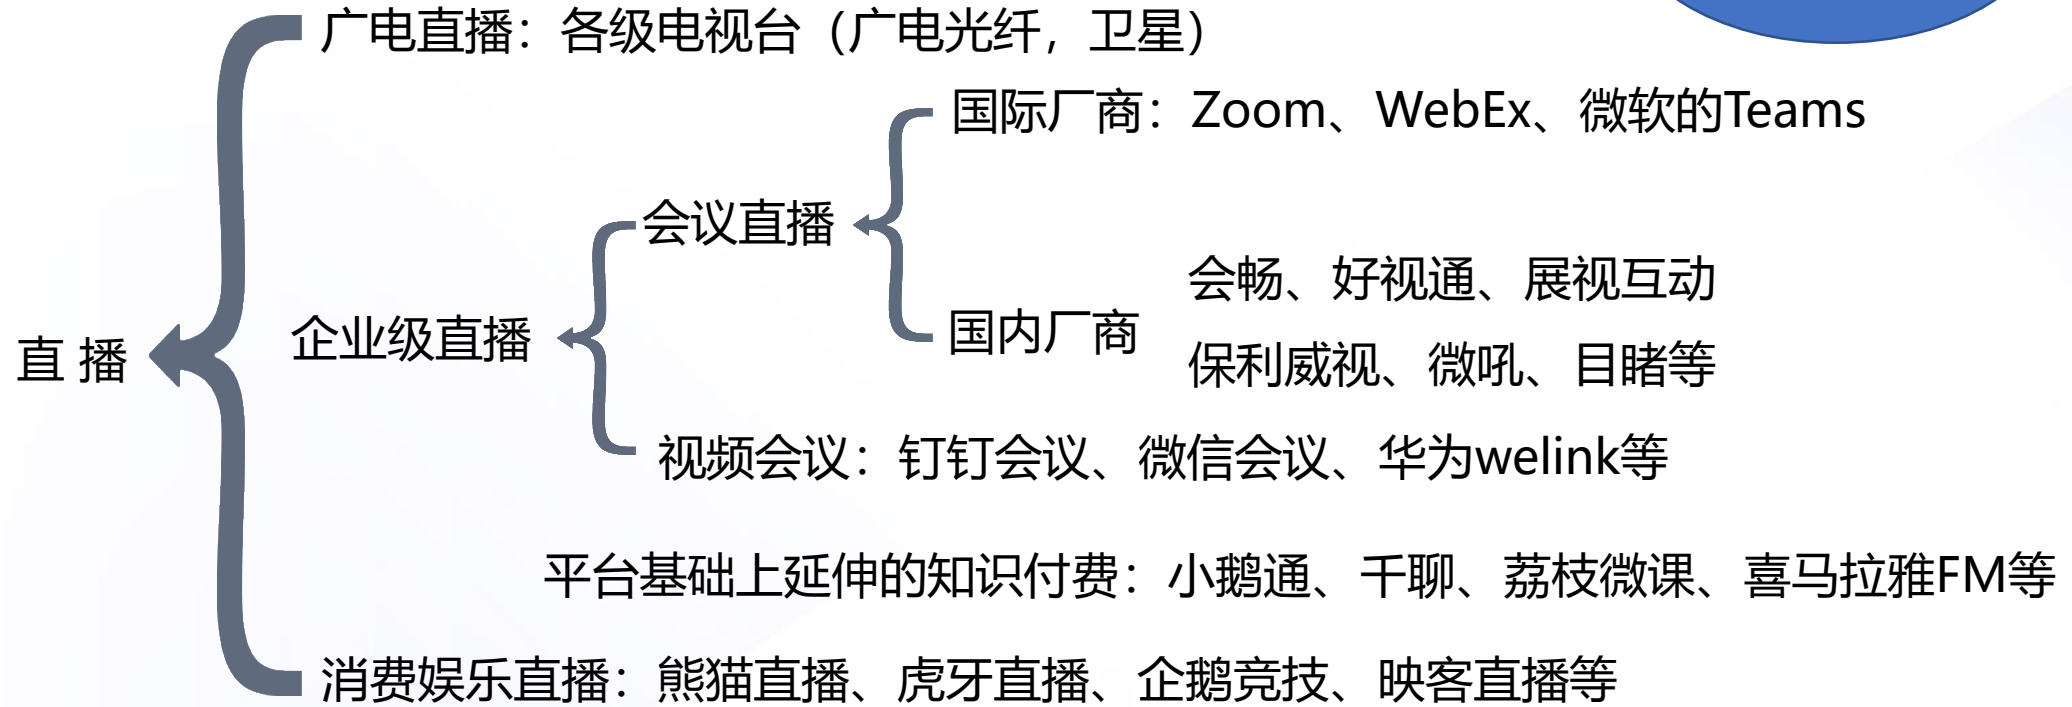 广电直播：各级电视台（广电光纤，卫星）
国际厂商：Zoom、WebEx、微软的Teams
会议直播
会畅、好视通、展视互动
国内厂商
企业级直播
保利威视、微吼、目睹等
直 播
视频会议：钉钉会议、微信会议、华为welink等
平台基础上延伸的知识付费：小鹅通、千聊、荔枝微课、喜马拉雅FM等
消费娱乐直播：熊猫直播、虎牙直播、企鹅竞技、映客直播等